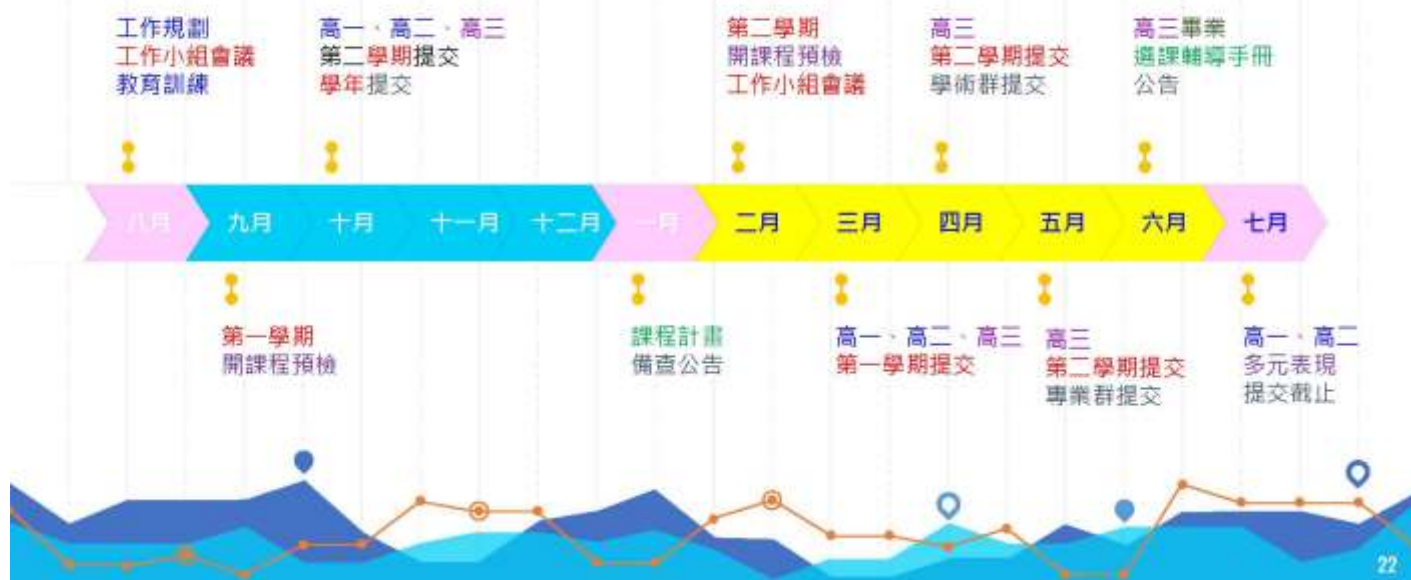 工作規劃
工作小組會議
教育訓練
高一、高二、高三
第二學期提交
學年提交
第二學期
開課程預檢
工作小組會議
高三
第二學期提交
學術群提交
高三畢業
選課輔導手冊
公告
八月 九月 十月 十一月 十二月 一月 二月 三月 四月 五月 六月 七月
第一學期
開課程預檢
課程計畫
備查公告
高一、高二、高三
第一學期提交
高三
第二學期提交
專業群提交
高一、高二
多元表現
提交截止
22